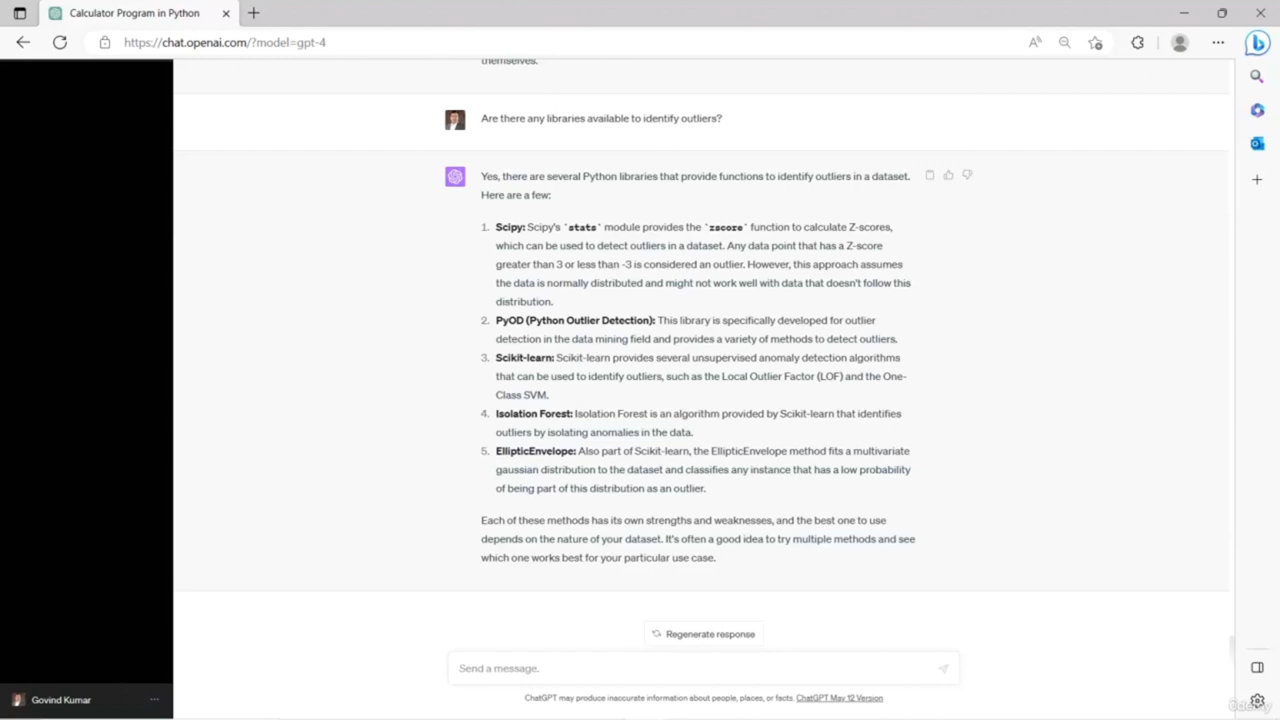 Calculator Program in Python
https://chat.openai.com/?model=gpt-4
themselves.
Are there any libraries available to identify outliers?
Yes, there are several Python libraries that provide functions to identify outliers in a dataset.
Here are a few:
1. Scipy: Scipy's `stats` module provides the `zscore` function to calculate Z-scores,
which can be used to detect outliers in a dataset. Any data point that has a Z-score
greater than 3 or less than -3 is considered an outlier. However, this approach assumes
the data is normally distributed and might not work well with data that doesn't follow this
distribution.
2. PyOD (Python Outlier Detection): This library is specifically developed for outlier
detection in the data mining field and provides a variety of methods to detect outliers.
3. Scikit-learn: Scikit-learn provides several unsupervised anomaly detection algorithms
that can be used to identify outliers, such as the Local Outlier Factor (LOF) and the One-
Class SVM.
4. Isolation Forest: Isolation Forest is an algorithm provided by Scikit-learn that identifies
outliers by isolating anomalies in the data.
5. EllipticEnvelope: Also part of Scikit-learn, the EllipticEnvelope method fits a multivariate
gaussian distribution to the dataset and classifies any instance that has a low probability
of being part of this distribution as an outlier.
Each of these methods has its own strengths and weaknesses, and the best one to use
depends on the nature of your dataset. It's often a good idea to try multiple methods and see
which one works best for your particular use case.
Regenerate response
Send a message.
ChatGPT may produce inaccurate information about people, places, or facts. ChatGPT May 12 Version
Govind Kumar